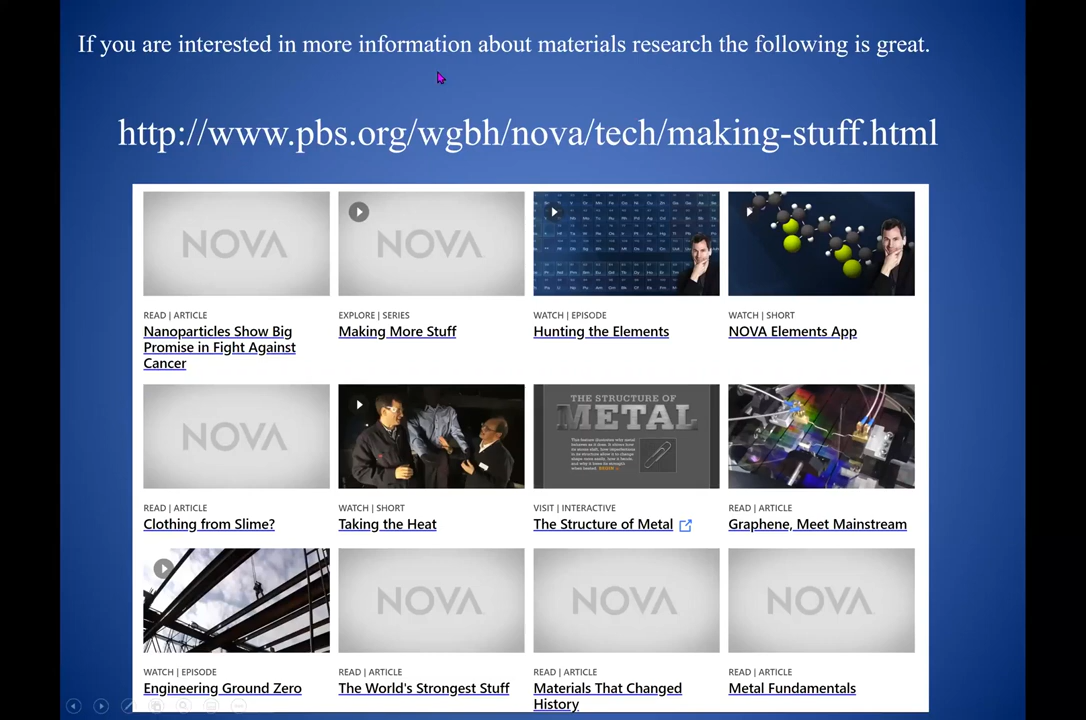 If you are interested in more information about materials research the following is great.
http://www.pbs.org/wgbh/nova/tech/making-stuff.html
NOVA
NOVA
READ | ARTICLE
Nanoparticles Show Big
Promise in Fight Against
Cancer
EXPLORE | SERIES
Making More Stuff
WATCH | EPISODE
Hunting the Elements
WATCH | SHORT
NOVA Elements App
NOVA
THE STRUCTURE OF
METAL
READ | ARTICLE
Clothing from Slime?
WATCH | SHORT
Taking the Heat
VISIT | INTERACTIVE
The Structure of Metal
READ | ARTICLE
Graphene, Meet Mainstream
NOVA
NOVA
NOVA
WATCH | EPISODE
Engineering Ground Zero
READ | ARTICLE
The World's Strongest Stuff
READ | ARTICLE
Materials That Changed
History
READ | ARTICLE
Metal Fundamentals